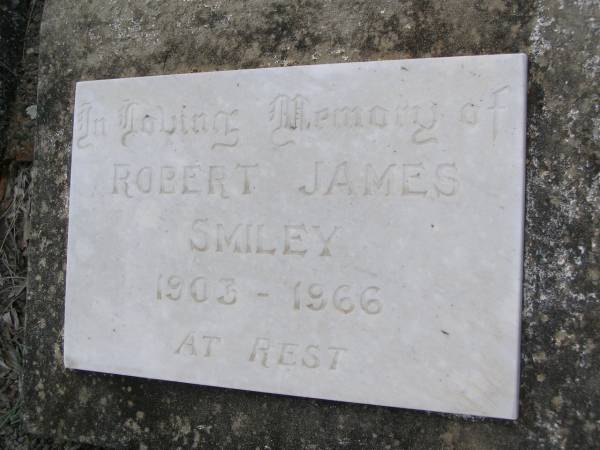 In Loving Memory of
ROBERT JAMES
SMILEY
1903 - 1966
AT REST